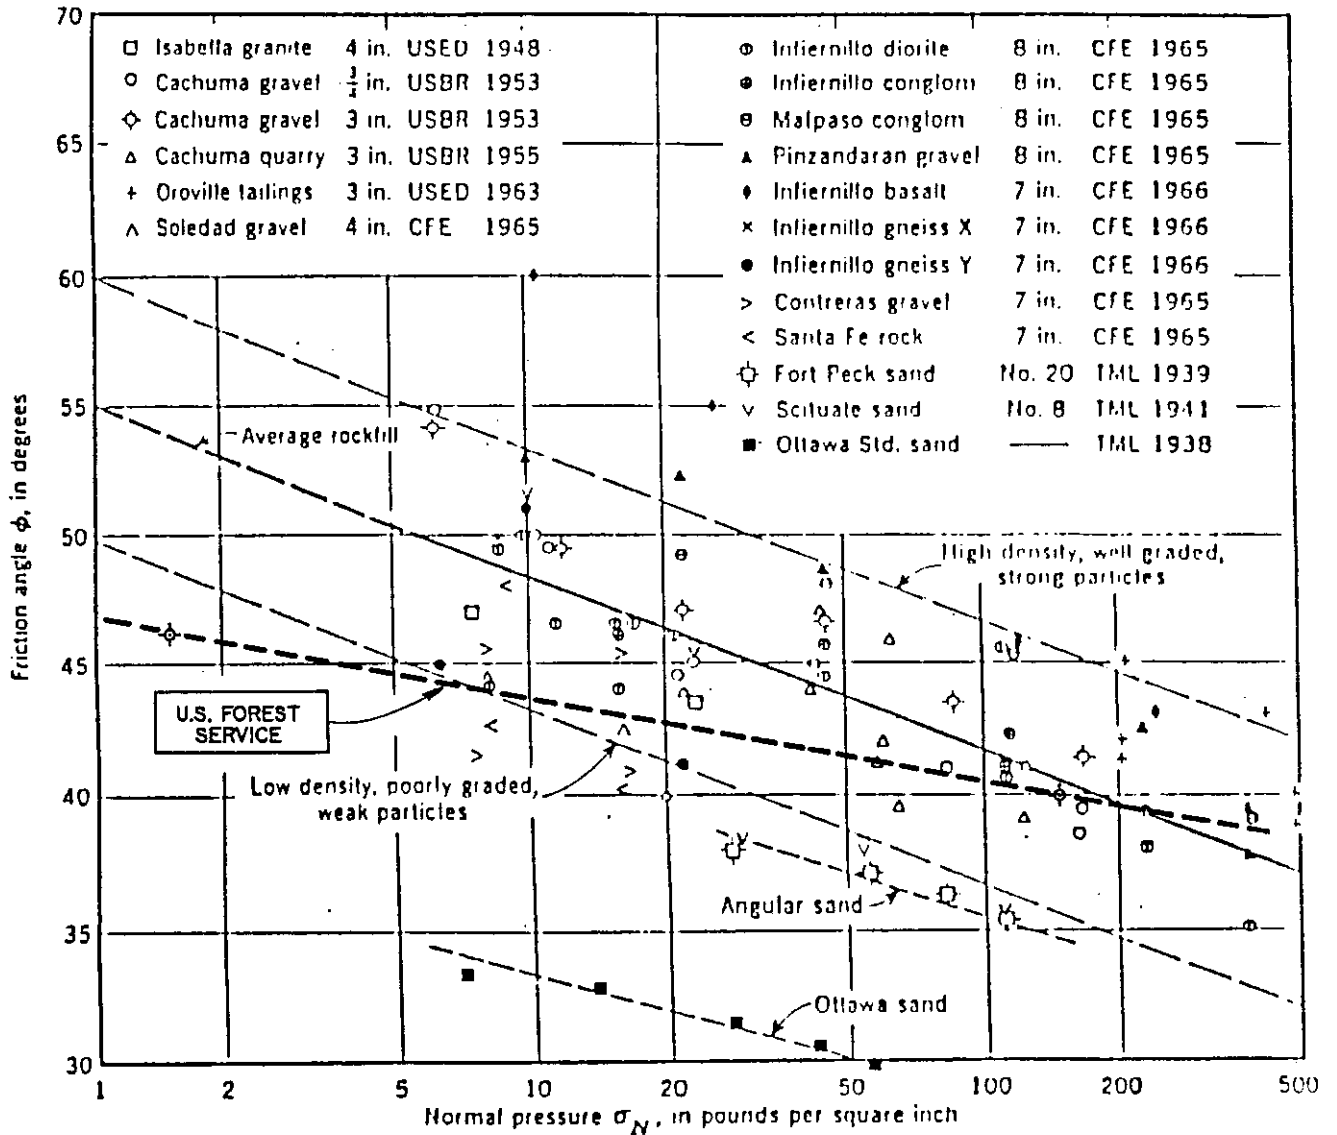 70
65
60
55
50
45
40
35
30
Friction angle ϕ, in degrees
□ Isabella granite 4 in. USED 1948
○ Cachuma gravel ¾ in. USBR 1953
Cachuma gravel 3 in. USBR 1953
△ Cachuma quarry 3 in. USBR 1955
+ Oroville tailings 3 in. USED 1963
∧ Soledad gravel 4 in. CFE 1965
Infiernillo diorite 8 in. CFE 1965
Infiernillo conglom 8 in. CFE 1965
Malpaso conglom 8 in. CFE 1965
▲ Pinzandaran gravel 8 in. CFE 1965
♦ Infiernillo basalt 7 in. CFE 1966
× Infiernillo gneiss X 7 in. CFE 1966
● Infiernillo gneiss Y 7 in. CFE 1966
> Contreras gravel 7 in. CFE 1965
< Santa Fe rock 7 in. CFE 1965
Fort Peck sand No. 20 TML 1939
∨ Scituate sand No. 8 TML 1941
■ Ottawa Std. sand — TML 1938
Average rockfill
High density, well graded,
strong particles
U.S. FOREST
SERVICE
Low density, poorly graded,
weak particles
Angular sand
Ottawa sand
1 2 5 10 20 50 100 200 500
Normal pressure σN, in pounds per square inch